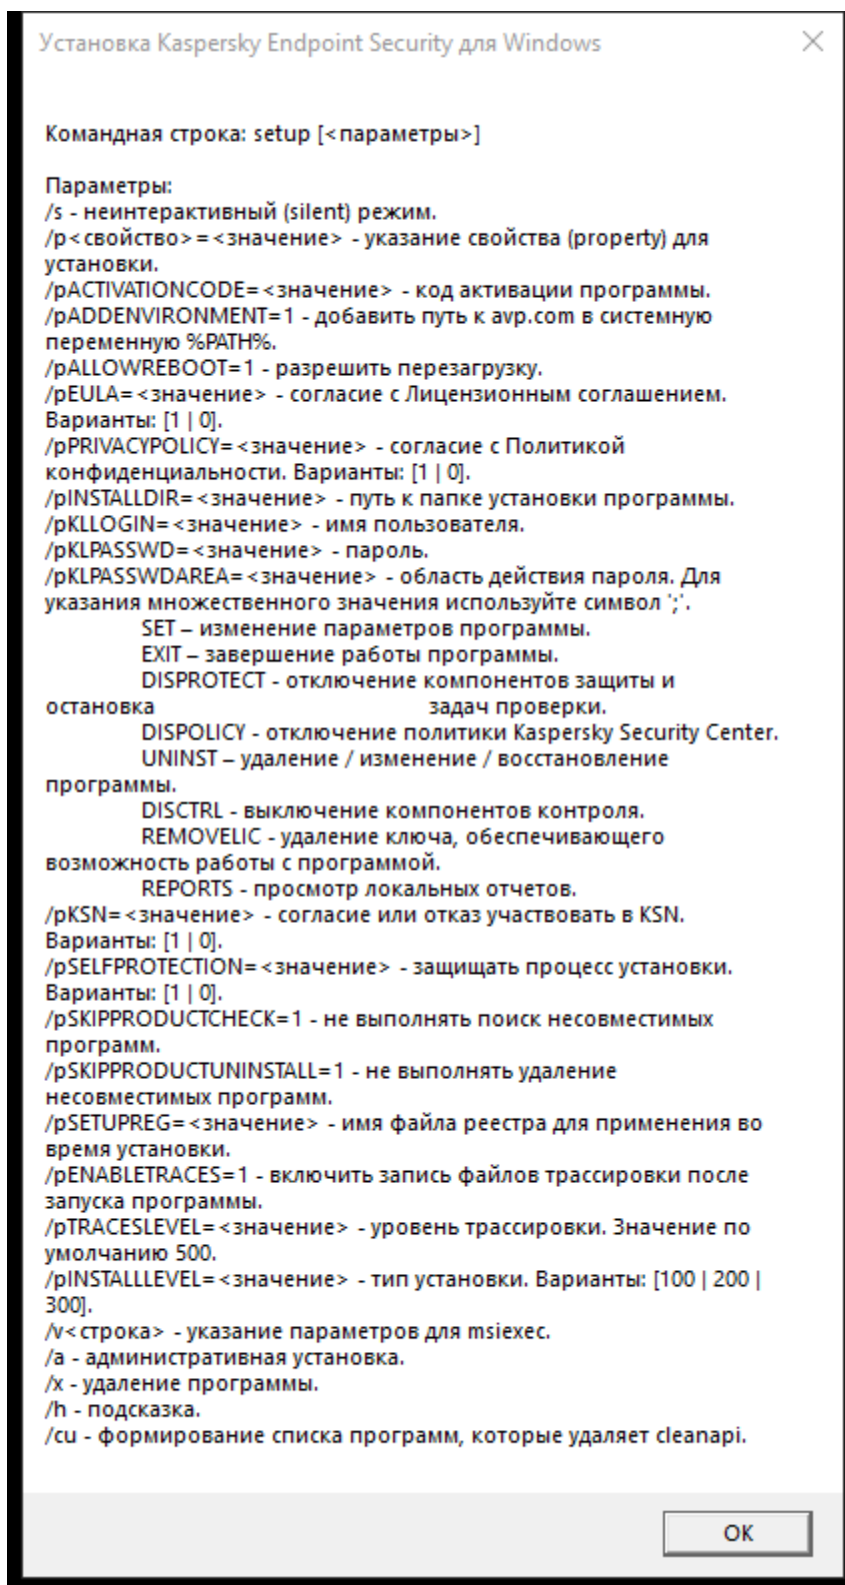 Установка Kaspersky Endpoint Security для Windows
Командная строка: setup [<параметры>]
Параметры:
/s - неинтерактивный (silent) режим.
/p<свойство>=<значение> - указание свойства (property) для
установки.
/pACTIVATIONCODE=<значение> - код активации программы.
/pADDENVIRONMENT=1 - добавить путь к avp.com в системную
переменную %PATH%.
/pALLOWREBOOT=1 - разрешить перезагрузку.
/pEULA=<значение> - согласие с Лицензионным соглашением.
Варианты: [1 | 0].
/pPRIVACYPOLICY=<значение> - согласие с Политикой
конфиденциальности. Варианты: [1 | 0].
/pINSTALLDIR=<значение> - путь к папке установки программы.
/pKLLOGIN=<значение> - имя пользователя.
/pKLPASSWD=<значение> - пароль.
/pKLPASSWDAREA=<значение> - область действия пароля. Для
указания множественного значения используйте символ ';'.
SET – изменение параметров программы.
EXIT – завершение работы программы.
DISPROTECT - отключение компонентов защиты и
остановка задач проверки.
DISPOLICY - отключение политики Kaspersky Security Center.
UNINST – удаление / изменение / восстановление
программы.
DISCTRL - выключение компонентов контроля.
REMOVELIC - удаление ключа, обеспечивающего
возможность работы с программой.
REPORTS - просмотр локальных отчетов.
/pKSN=<значение> - согласие или отказ участвовать в KSN.
Варианты: [1 | 0].
/pSELFPROTECTION=<значение> - защищать процесс установки.
Варианты: [1 | 0].
/pSKIPPRODUCTCHECK=1 - не выполнять поиск несовместимых
программ.
/pSKIPPRODUCTUNINSTALL=1 - не выполнять удаление
несовместимых программ.
/pSETUPREG=<значение> - имя файла реестра для применения во
время установки.
/pENABLETRACES=1 - включить запись файлов трассировки после
запуска программы.
/pTRACESLEVEL=<значение> - уровень трассировки. Значение по
умолчанию 500.
/pINSTALLLEVEL=<значение> - тип установки. Варианты: [100 | 200 |
300].
/v<строка> - указание параметров для msiexec.
/a - административная установка.
/x - удаление программы.
/h - подсказка.
/cu - формирование списка программ, которые удаляет cleanapi.
OK